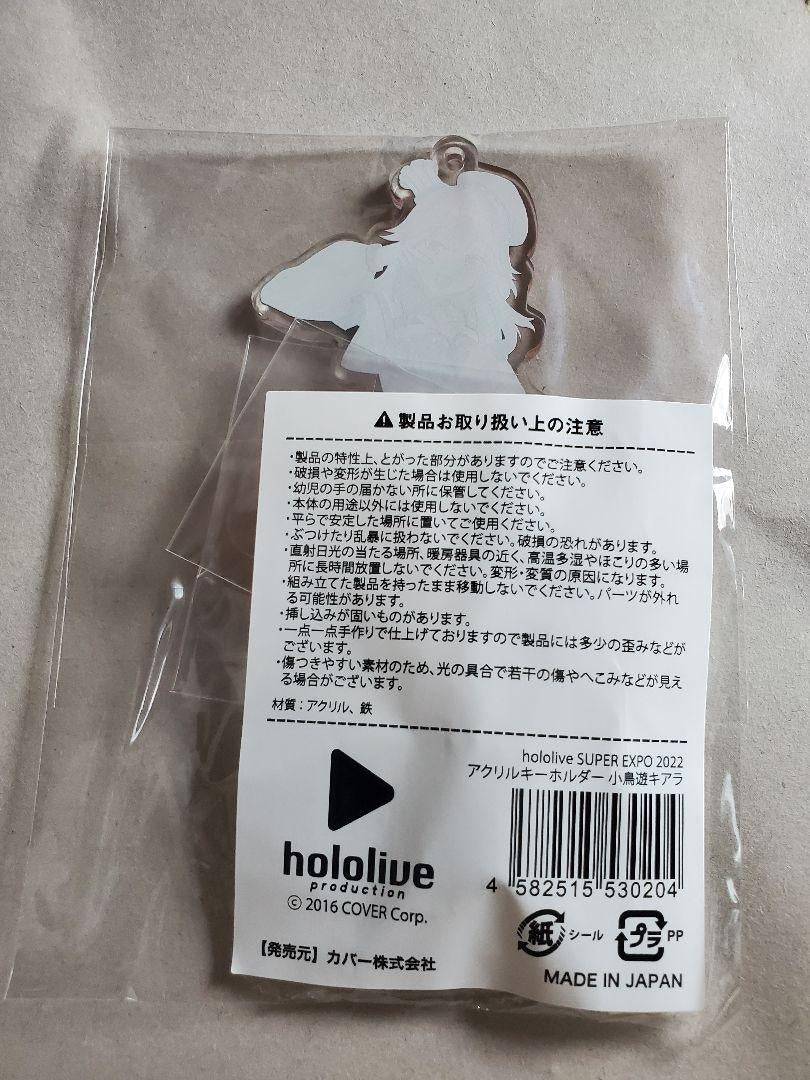 ⚠製品お取り扱い上の注意
・製品の特性上、とがった部分がありますのでご注意ください。
・破損や変形が生じた場合は使用しないでください。
・幼児の手の届かない所に保管してください。
・本体の用途以外には使用しないでください。
・平らで安定した場所に置いてご使用ください。
・ぶつけたり乱暴に扱わないでください。破損の恐れがあります。
・直射日光の当たる場所、暖房器具の近く、高温多湿やほこりの多い場
所に長時間放置しないでください。変形・変質の原因になります。
・組み立てた製品を持ったまま移動しないでください。パーツが外れ
る可能性があります。
・挿し込みが固いものがあります。
・一点一点手作りで仕上げておりますので製品には多少の歪みなどが
ございます。
・傷つきやすい素材のため、光の具合で若干の傷やへこみなどが見え
る場合がございます。
材質：アクリル、鉄
hololive SUPER EXPO 2022
アクリルキーホルダー 小鳥遊キアラ
4 582515 530204
hololive
production
© 2016 COVER Corp.
紙 シール プラ PP
【発売元】カバー株式会社
MADE IN JAPAN